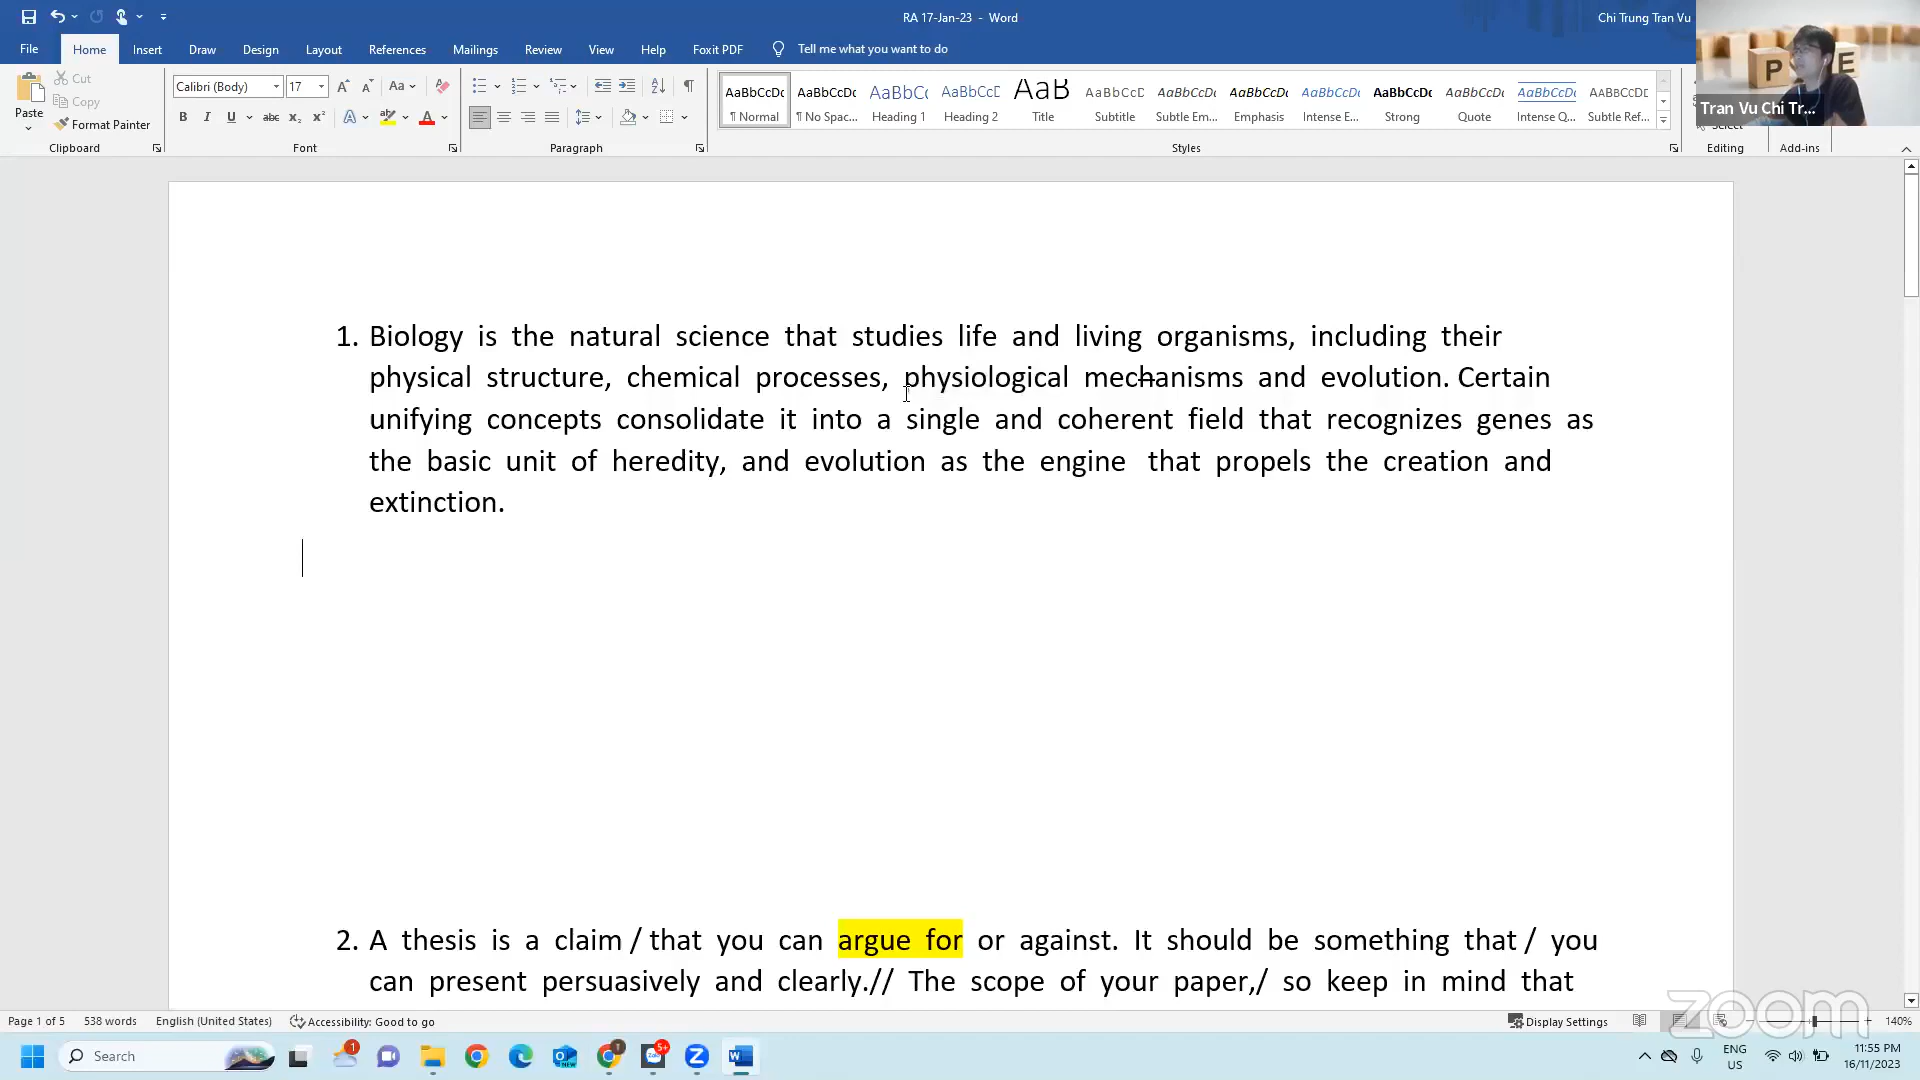 RA 17-Jan-23 - Word
Chi Trung Tran Vu
File Home Insert Draw Design Layout References Mailings Review View Help Foxit PDF Tell me what you want to do
Cut
Copy
Paste
Format Painter
Clipboard
Calibri (Body) 17
Font
Paragraph
AaBbCcDc AaBbCcDc AaBbC AaBbCcD AaB AaBbCcD AaBbCcDc AaBbCcDc AaBbCcDc AaBbCcDc AaBbCcDc AaBbCcDc AABBCCDD
¶ Normal ¶ No Spac... Heading 1 Heading 2 Title Subtitle Subtle Em... Emphasis Intense E... Strong Quote Intense Q... Subtle Ref...
Styles
Select
Editing
Add-ins
P E
Tran Vu Chi Tr...
1. Biology is the natural science that studies life and living organisms, including their
physical structure, chemical processes, physiological mechanisms and evolution. Certain
unifying concepts consolidate it into a single and coherent field that recognizes genes as
the basic unit of heredity, and evolution as the engine that propels the creation and
extinction.
2. A thesis is a claim / that you can argue for or against. It should be something that / you
can present persuasively and clearly.// The scope of your paper,/ so keep in mind that
zoom
Page 1 of 5 538 words English (United States) Accessibility: Good to go Display Settings 140%
Search
1
5+
ENG
US
11:55 PM
16/11/2023